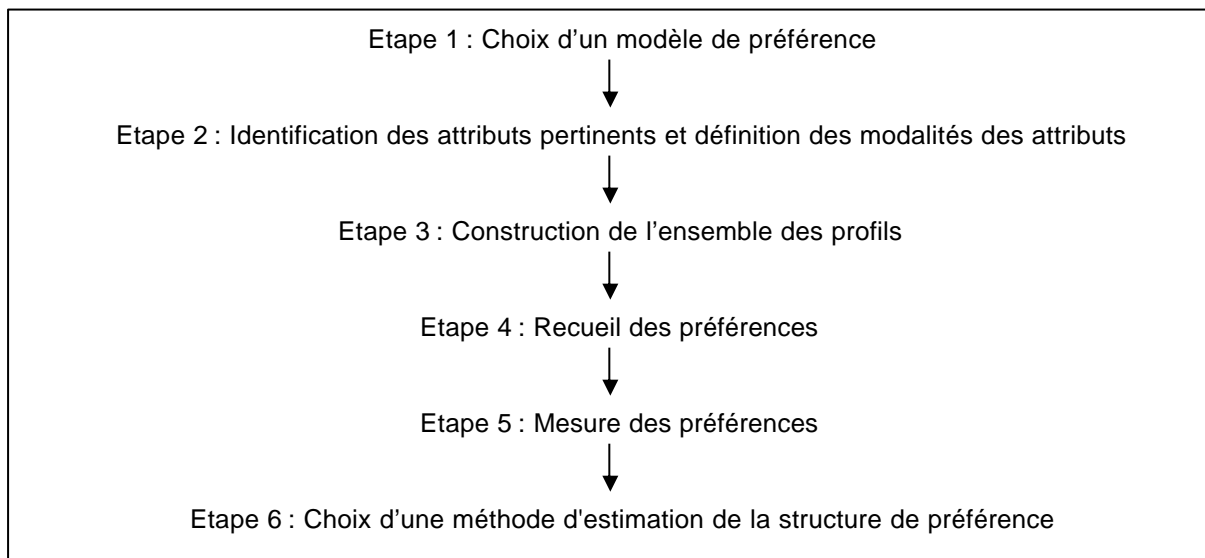 Etape 1 : Choix d’un modèle de préférence
Etape 2 : Identification des attributs pertinents et définition des modalités des attributs
Etape 3 : Construction de l’ensemble des profils
Etape 4 : Recueil des préférences
Etape 5 : Mesure des préférences
Etape 6 : Choix d’une méthode d'estimation de la structure de préférence